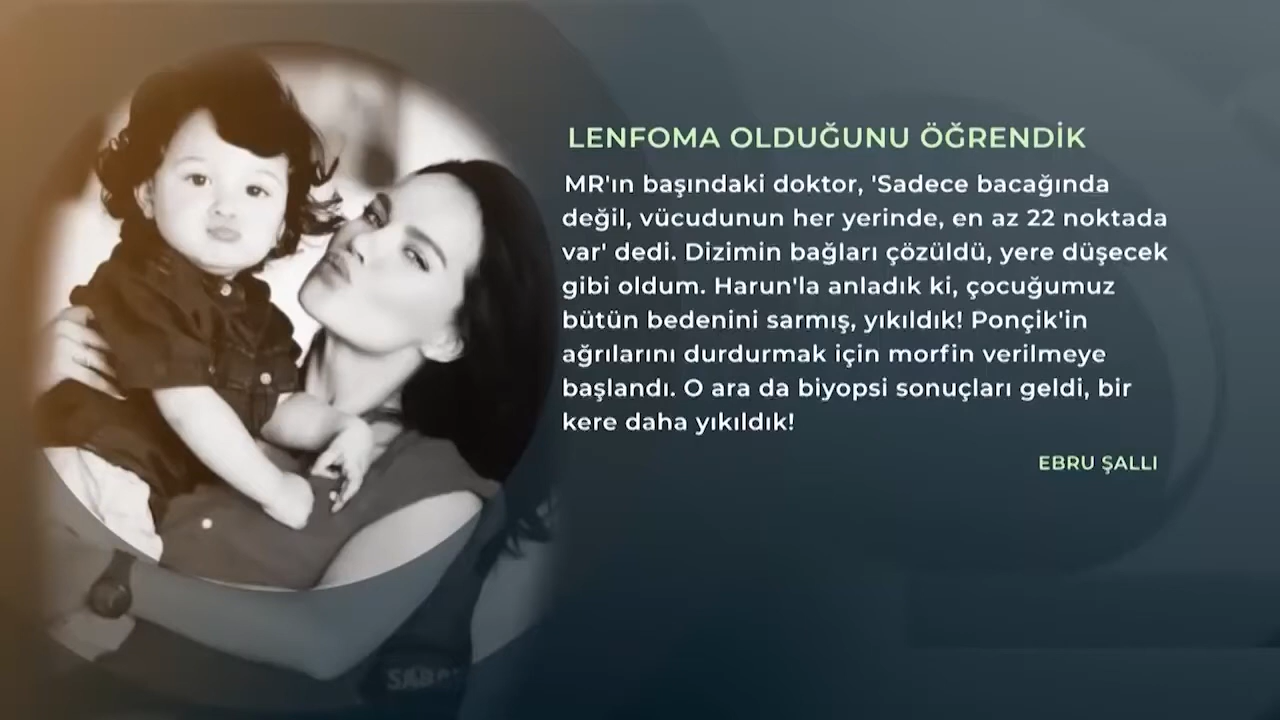 LENFOMA OLDUĞUNU ÖĞRENDİK
MR'ın başındaki doktor, 'Sadece bacağında
değil, vücudunun her yerinde, en az 22 noktada
var' dedi. Dizimin bağları çözüldü, yere düşecek
gibi oldum. Harun'la anladık ki, çocuğumuz
bütün bedenini sarmış, yıkıldık! Ponçik'in
ağrılarını durdurmak için morfin verilmeye
başlandı. O ara da biyopsi sonuçları geldi, bir
kere daha yıkıldık!
EBRU ŞALLI